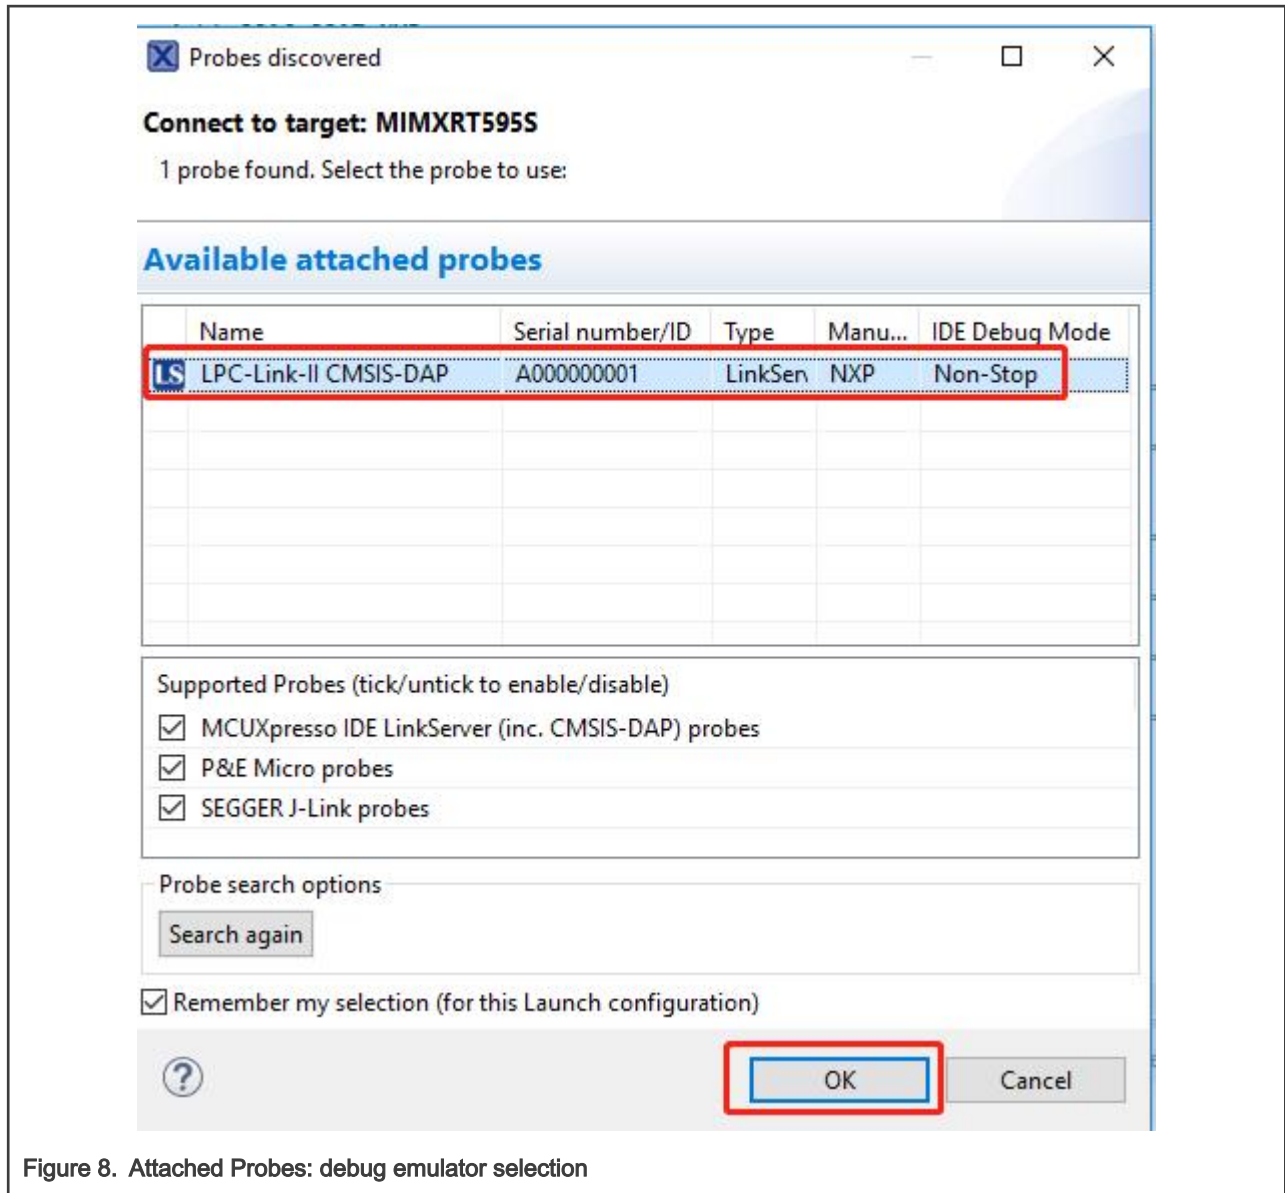 Probes discovered
Connect to target: MIMXRT595S
1 probe found. Select the probe to use:
Available attached probes
Name Serial number/ID Type Manu... IDE Debug Mode
LS LPC-Link-II CMSIS-DAP A000000001 LinkSen NXP Non-Stop
Supported Probes (tick/untick to enable/disable)
MCUXpresso IDE LinkServer (inc. CMSIS-DAP) probes
P&E Micro probes
SEGGER J-Link probes
Probe search options
Search again
Remember my selection (for this Launch configuration)
? OK Cancel
Figure 8. Attached Probes: debug emulator selection